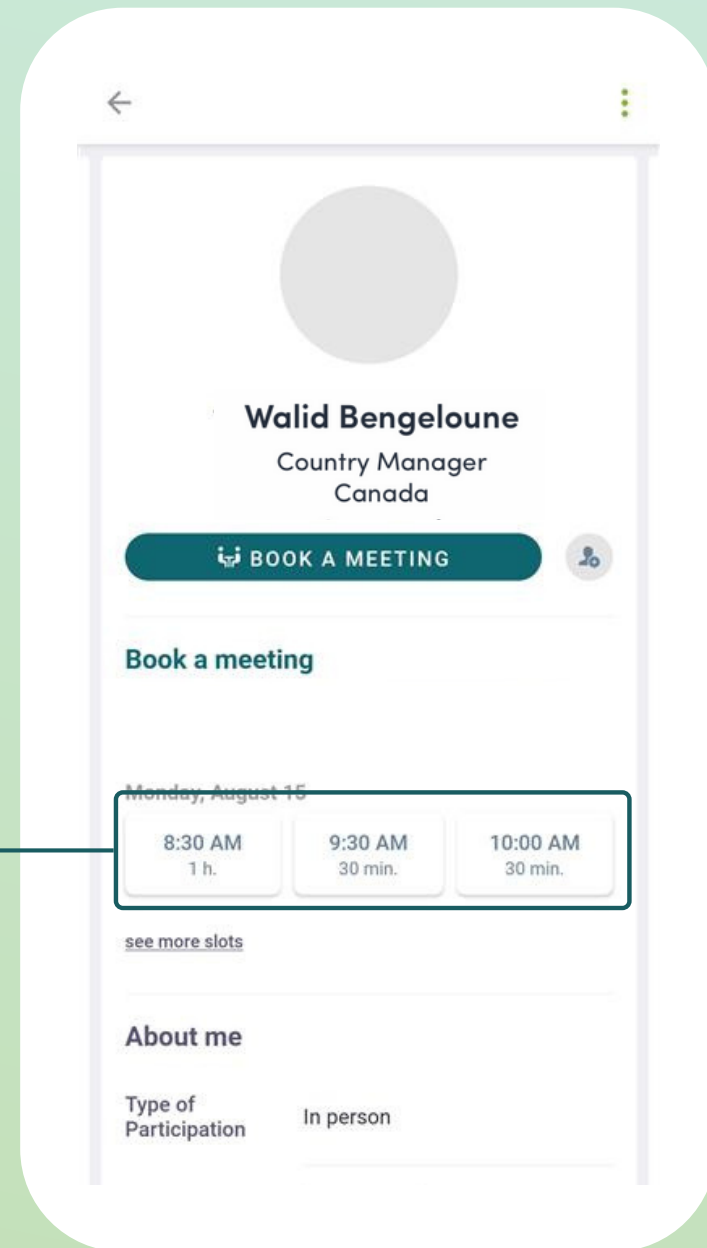 Walid Bengeloune
Country Manager
Canada
BOOK A MEETING
Book a meeting
Monday, August 15
8:30 AM 9:30 AM 10:00 AM
1 h. 30 min. 30 min.
see more slots
About me
Type of
Participation
In person